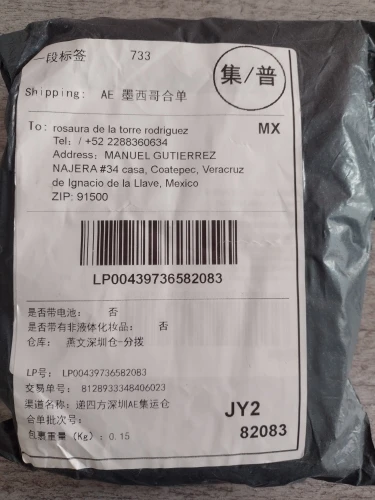 一段标签 733
集/普
Shipping: AE 墨西哥合单
To: rosaura de la torre rodriguez MX
Tel: / +52 2288360634
Address: MANUEL GUTIERREZ
NAJERA #34 casa, Coatepec, Veracruz
de Ignacio de la Llave, Mexico
ZIP: 91500
LP00439736582083
是否带电池: 否
是否带有非液体化妆品: 否
仓库: 燕文深圳仓-分拨
LP号: LP00439736582083
交易单号: 8128933348406023
渠道名称: 递四方深圳AE集运仓
合单批次号:
包裹重量(Kg): 0.15
JY2
82083